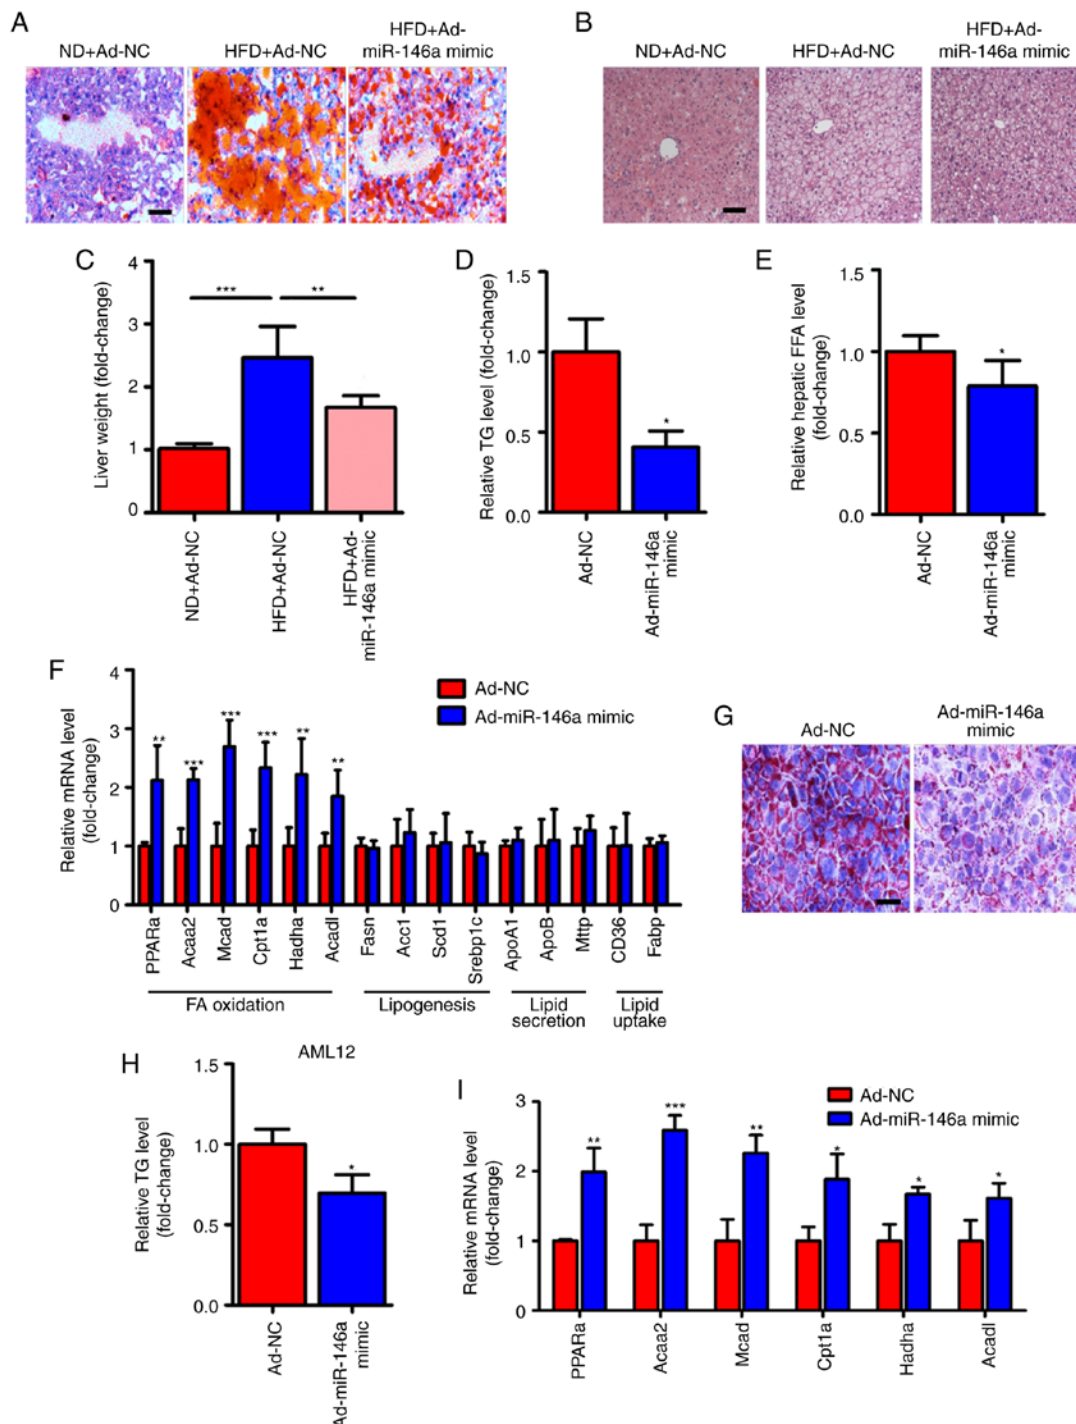 A
ND+Ad-NC
HFD+Ad-NC
HFD+Ad-
miR-146a mimic
B
ND+Ad-NC
HFD+Ad-NC
HFD+Ad-
miR-146a mimic
C
Liver weight (fold-change)
4
3
2
1
0
***
**
ND+Ad-NC
HFD+Ad-NC
HFD+Ad-
miR-146a mimic
D
Relative TG level (fold-change)
1.5
1.0
0.5
0.0
*
Ad-NC
Ad-miR-146a
mimic
E
Relative hepatic FFA level
(fold-change)
1.5
1.0
0.5
0.0
*
Ad-NC
Ad-miR-146a
mimic
F
Relative mRNA level
(fold-change)
4
3
2
1
0
Ad-NC
Ad-miR-146a mimic
**
***
***
***
**
**
PPARa
Acaa2
Mcad
Cpt1a
Hadha
Acadl
Fasn
Acc1
Scd1
Srebp1c
ApoA1
ApoB
Mttp
CD36
Fabp
FA oxidation
Lipogenesis
Lipid
secretion
Lipid
uptake
G
Ad-NC
Ad-miR-146a
mimic
H
AML12
Relative TG level
(fold-change)
1.5
1.0
0.5
0.0
*
Ad-NC
Ad-miR-146a
mimic
I
Relative mRNA level
(fold-change)
3
2
1
0
Ad-NC
Ad-miR-146a mimic
**
***
**
*
*
*
PPARa
Acaa2
Mcad
Cpt1a
Hadha
Acadl